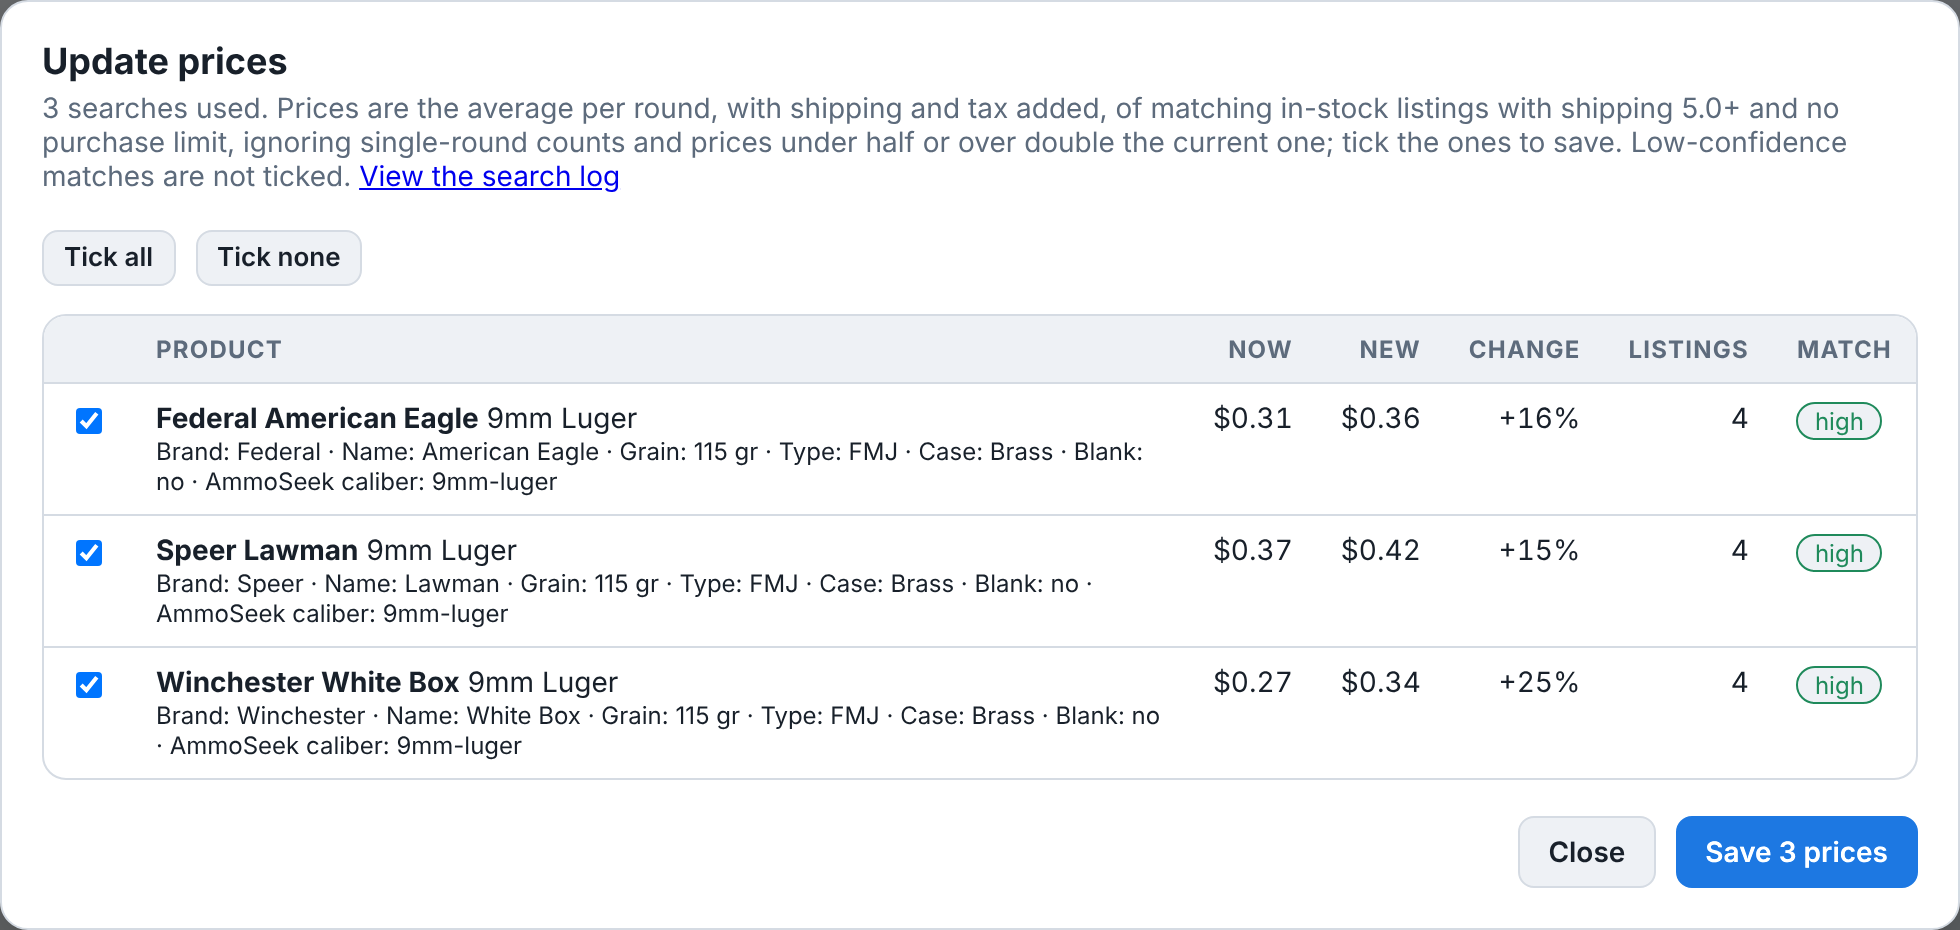 Update prices
3 searches used. Prices are the average per round, with shipping and tax added, of matching in-stock listings with shipping 5.0+ and no
purchase limit, ignoring single-round counts and prices under half or over double the current one; tick the ones to save. Low-confidence
matches are not ticked. View the search log
Tick all Tick none
PRODUCT NOW NEW CHANGE LISTINGS MATCH
Federal American Eagle 9mm Luger $0.31 $0.36 +16% 4 high
Brand: Federal · Name: American Eagle · Grain: 115 gr · Type: FMJ · Case: Brass · Blank:
no · AmmoSeek caliber: 9mm-luger
Speer Lawman 9mm Luger $0.37 $0.42 +15% 4 high
Brand: Speer · Name: Lawman · Grain: 115 gr · Type: FMJ · Case: Brass · Blank: no ·
AmmoSeek caliber: 9mm-luger
Winchester White Box 9mm Luger $0.27 $0.34 +25% 4 high
Brand: Winchester · Name: White Box · Grain: 115 gr · Type: FMJ · Case: Brass · Blank: no
· AmmoSeek caliber: 9mm-luger
Close Save 3 prices